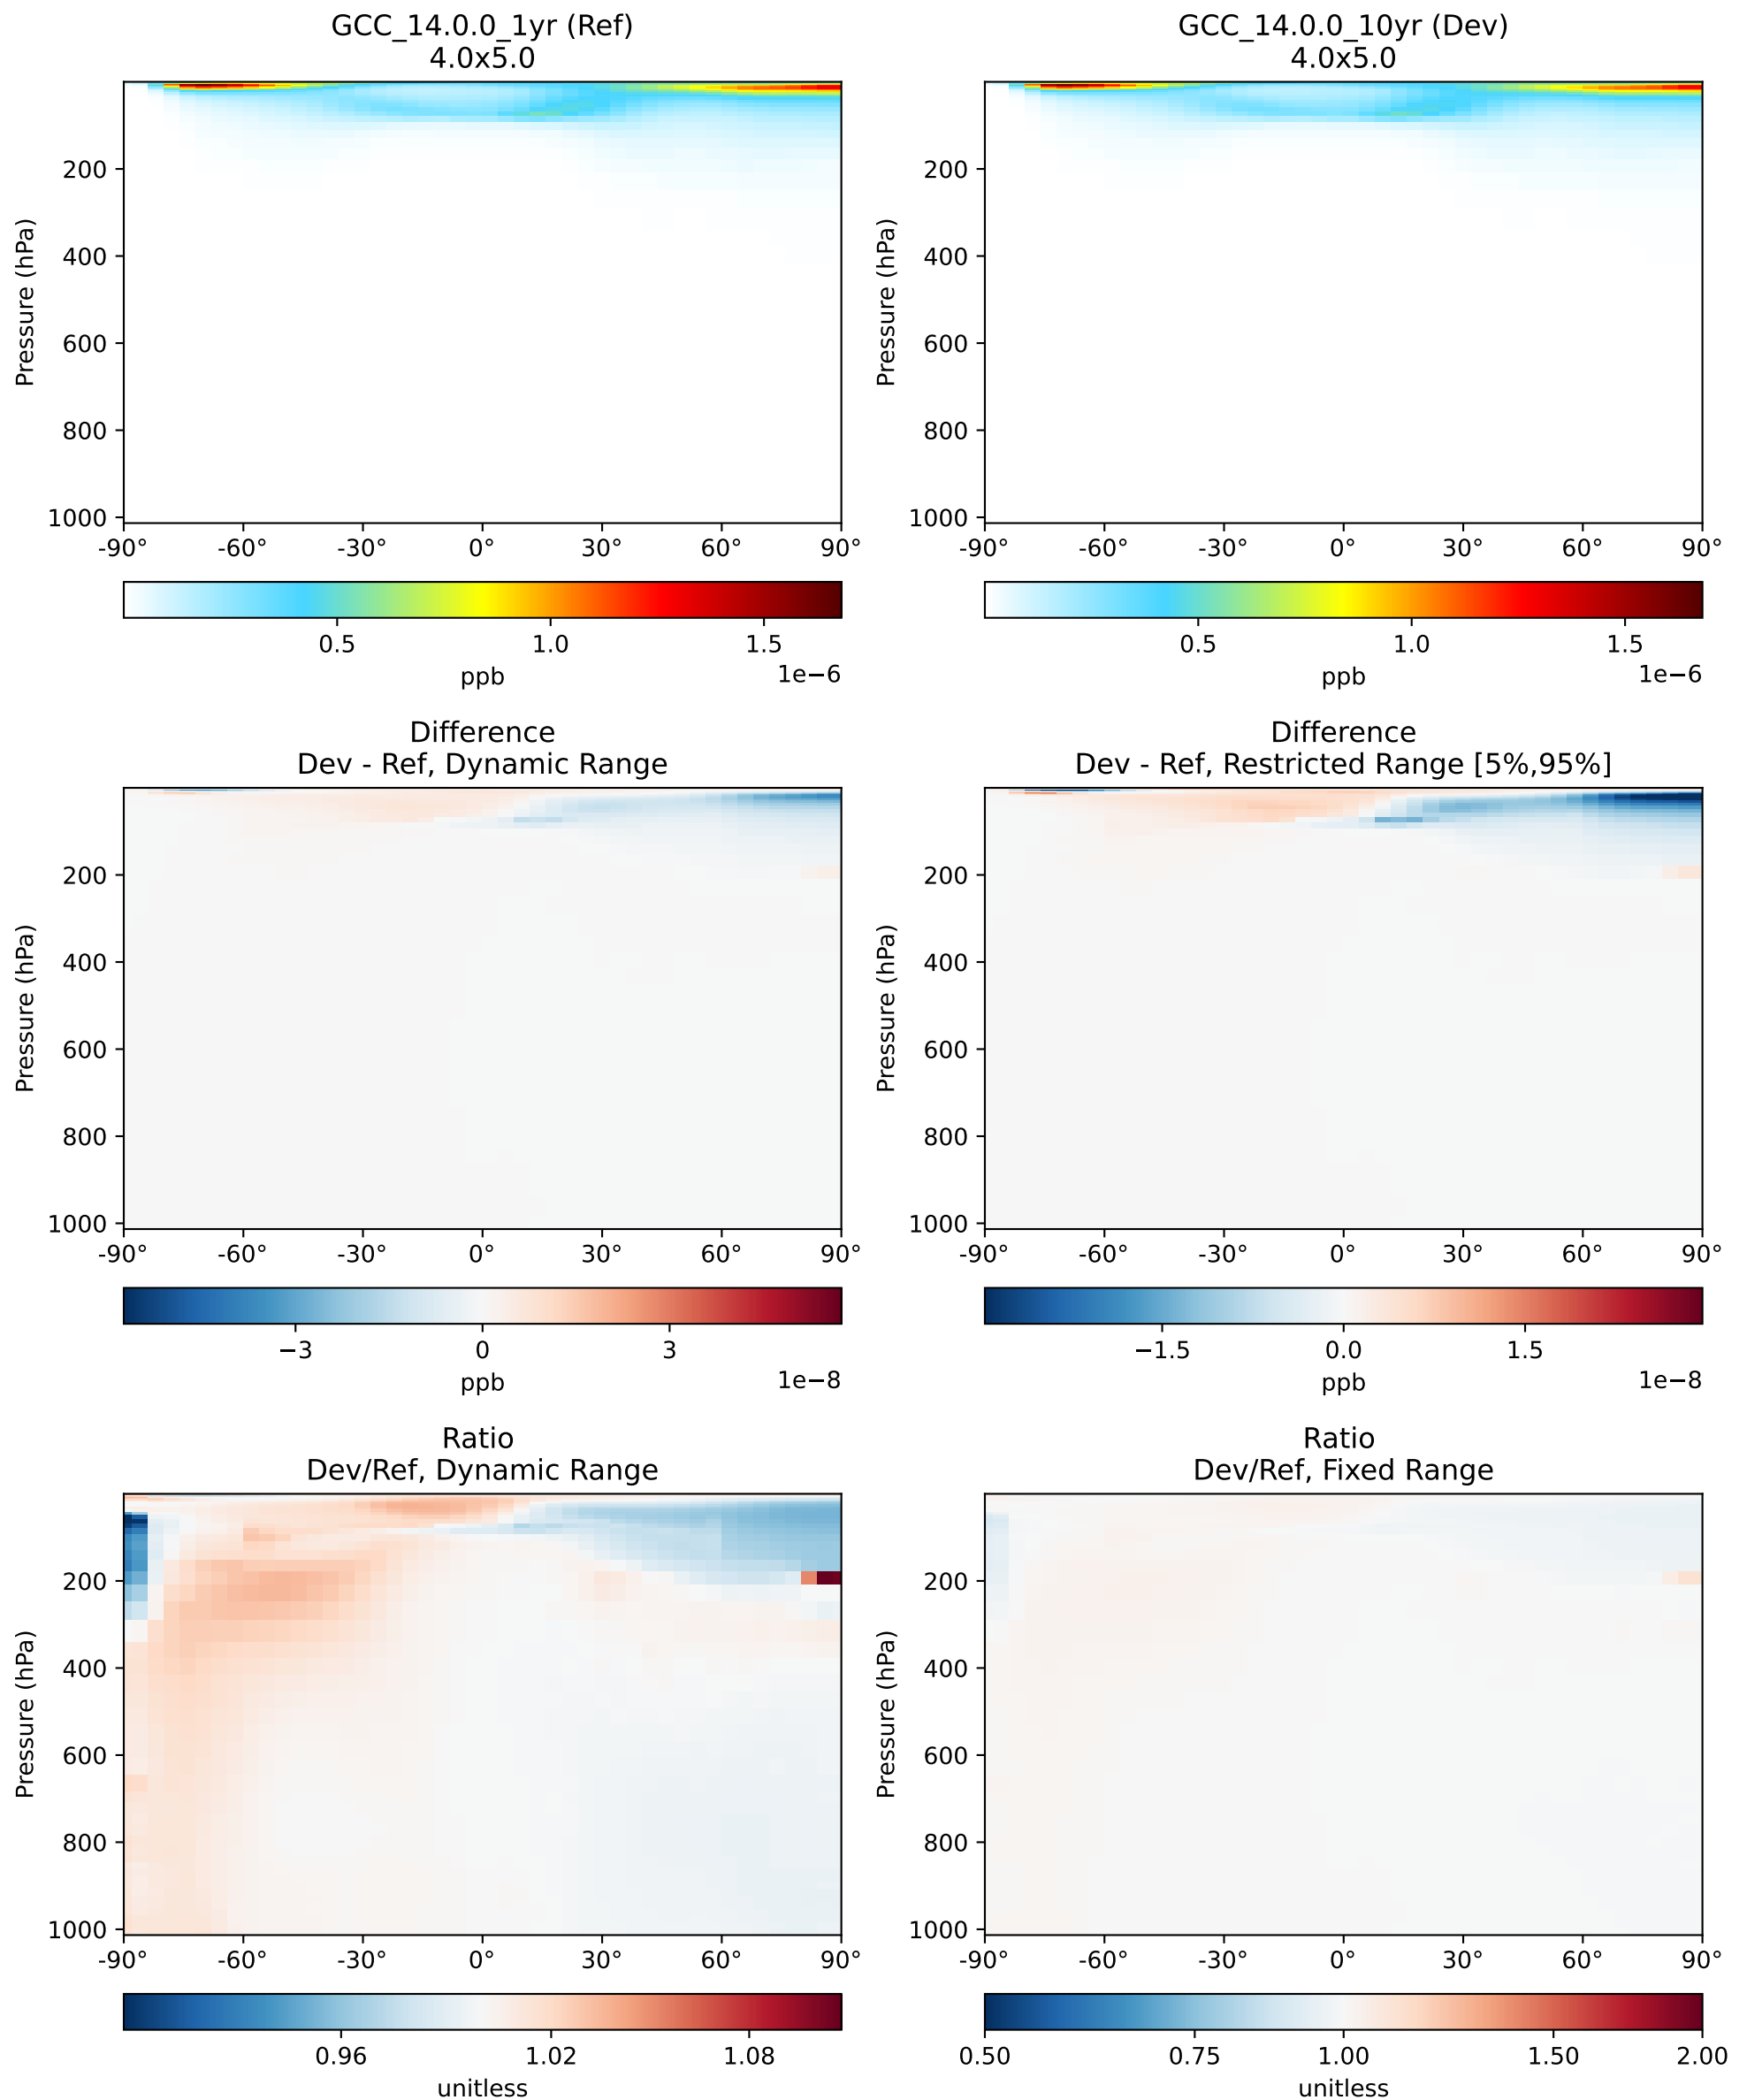 GCC_14.0.0_1yr (Ref)
4.0x5.0
GCC_14.0.0_10yr (Dev)
4.0x5.0
Pressure (hPa)
200
400
600
800
1000
-90° -60° -30° 0° 30° 60° 90°
0.5 1.0 1.5
ppb
1e−6
Pressure (hPa)
200
400
600
800
1000
-90° -60° -30° 0° 30° 60° 90°
0.5 1.0 1.5
ppb
1e−6
Difference
Dev - Ref, Dynamic Range
Difference
Dev - Ref, Restricted Range [5%,95%]
Pressure (hPa)
200
400
600
800
1000
-90° -60° -30° 0° 30° 60° 90°
−3 0 3
ppb
1e−8
Pressure (hPa)
200
400
600
800
1000
-90° -60° -30° 0° 30° 60° 90°
−1.5 0.0 1.5
ppb
1e−8
Ratio
Dev/Ref, Dynamic Range
Ratio
Dev/Ref, Fixed Range
Pressure (hPa)
200
400
600
800
1000
-90° -60° -30° 0° 30° 60° 90°
0.96 1.02 1.08
unitless
Pressure (hPa)
200
400
600
800
1000
-90° -60° -30° 0° 30° 60° 90°
0.50 0.75 1.00 1.50 2.00
unitless